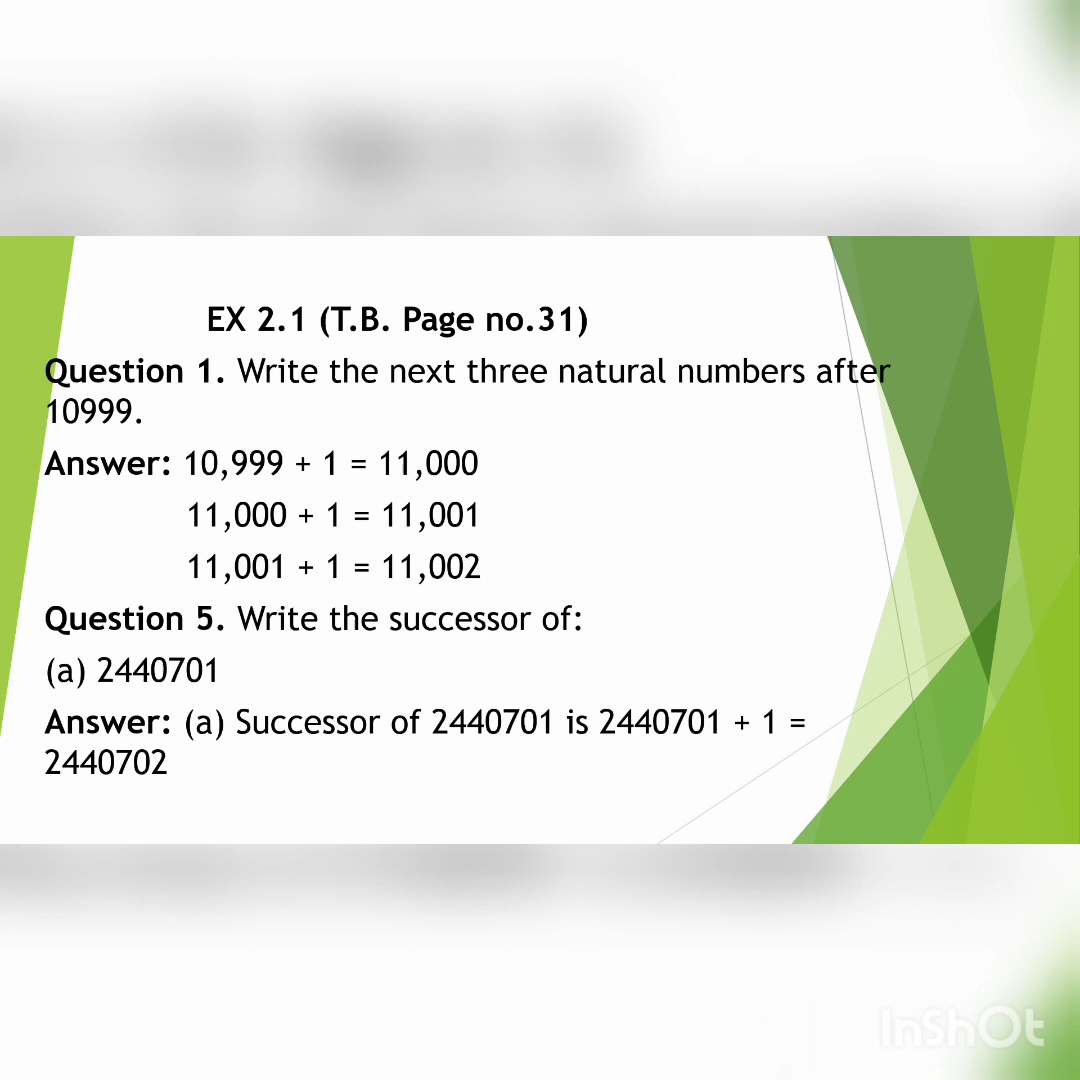 EX 2.1 (T.B. Page no.31)
Question 1. Write the next three natural numbers after
10999.
Answer: 10,999 + 1 = 11,000
11,000 + 1 = 11,001
11,001 + 1 = 11,002
Question 5. Write the successor of:
(a) 2440701
Answer: (a) Successor of 2440701 is 2440701 + 1 =
2440702
InShOt